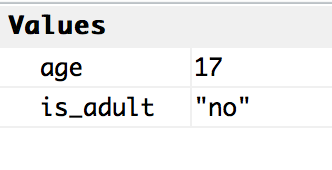 Values
age 17
is_adult "no"